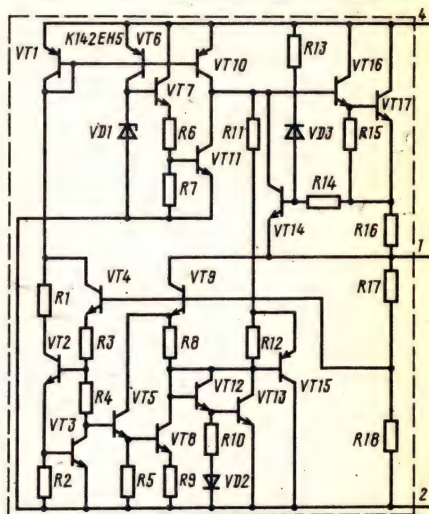 К142ЕН5
4
VT1
VT6
VT10
VT16
R13
VT7
VT17
VD1
R6
R11
VD3
R15
VT11
R14
R7
VT14
R16
1
VT4
VT9
R17
R1
R3
R8
R12
VT2
R4
VT5
VT12
VT13
VT15
VT3
VT8
R10
R18
R2
R5
R9
VD2
2